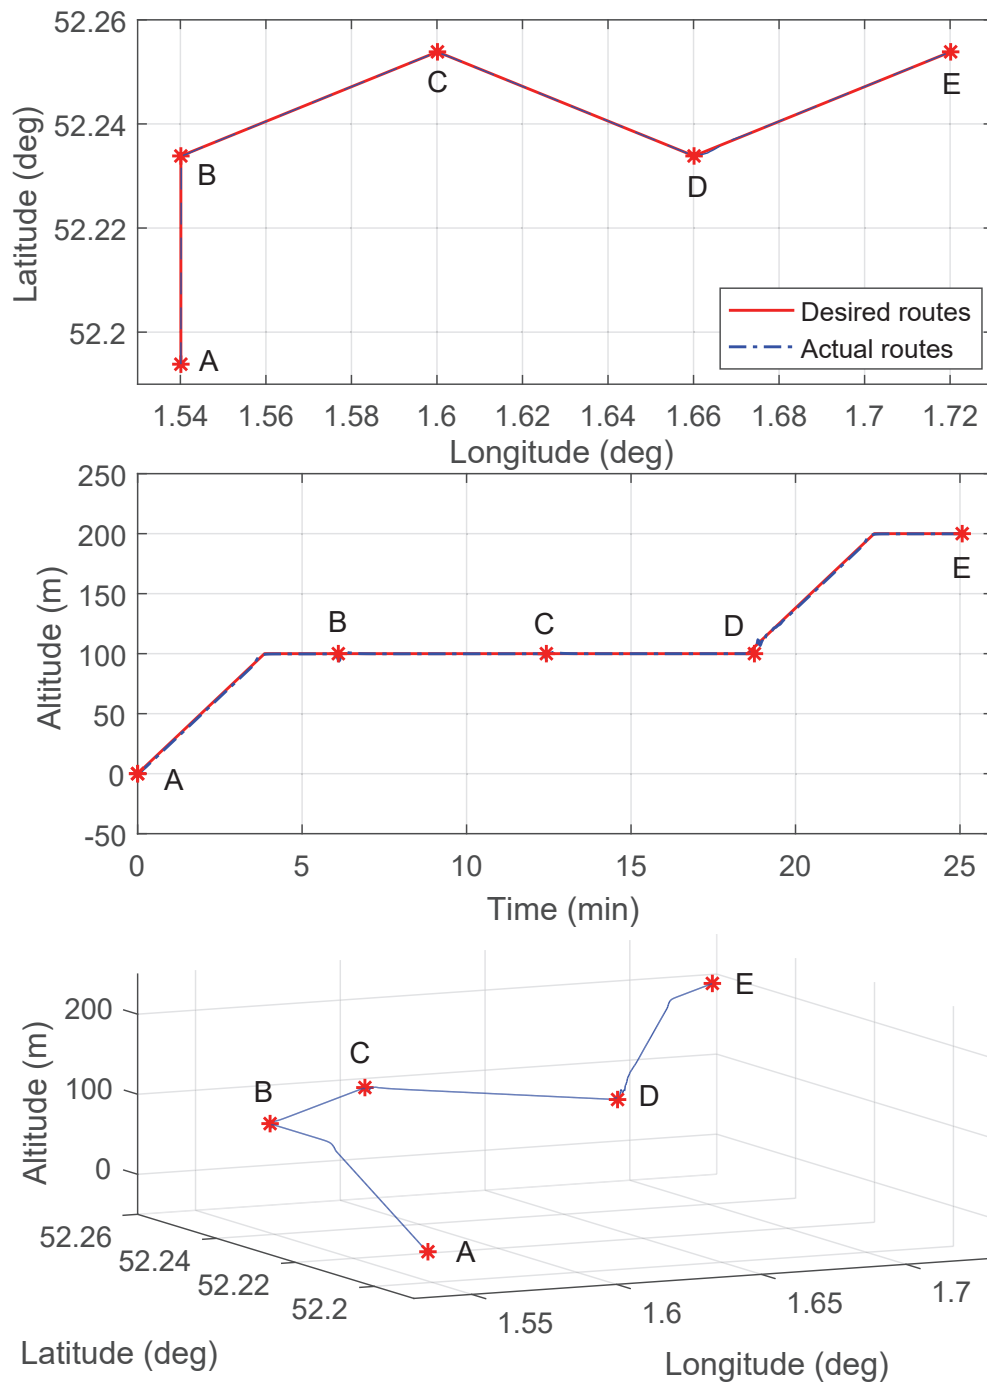 52.26
52.24
52.22
52.2
Latitude (deg)
A
B
C
D
E
Desired routes
Actual routes
1.54 1.56 1.58 1.6 1.62 1.64 1.66 1.68 1.7 1.72
Longitude (deg)
250
200
150
100
50
0
-50
Altitude (m)
A
B
C
D
E
0 5 10 15 20 25
Time (min)
200
100
0
Altitude (m)
A
B
C
D
E
52.26
52.24
52.22
52.2
Latitude (deg)
1.55
1.6
1.65
1.7
Longitude (deg)